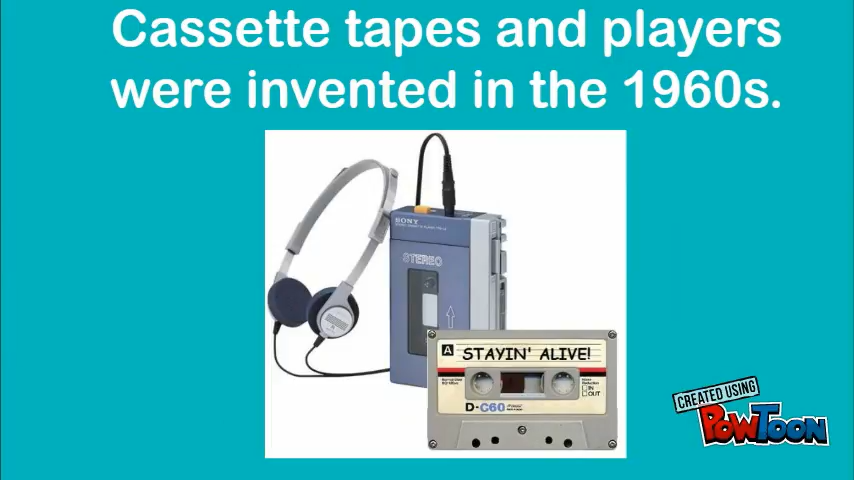 Cassette tapes and players
were invented in the 1960s.
SONY
STEREO
A STAYIN' ALIVE!
IN
OUT
D-C60
CREATED USING
POWTOON